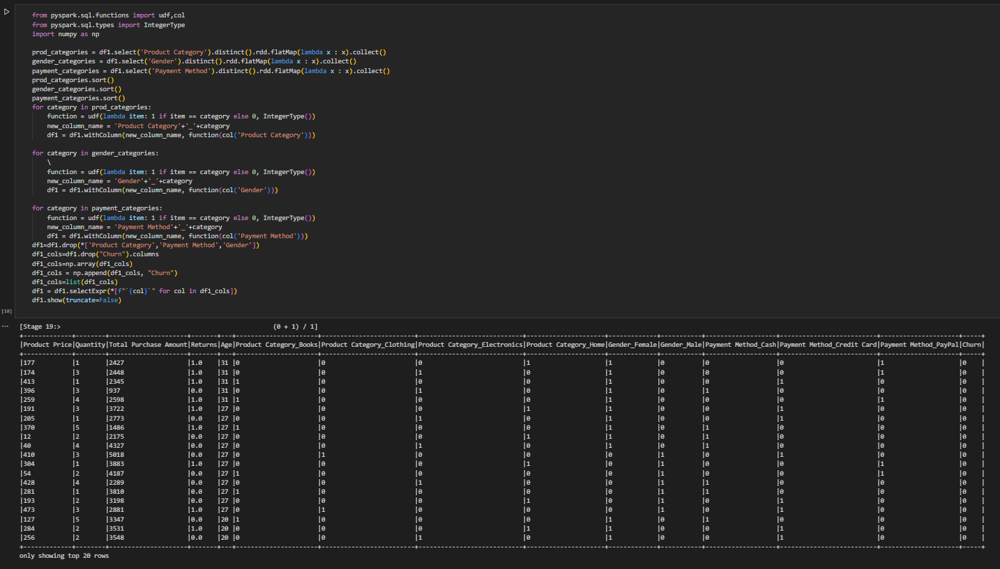 from pyspark.sql.functions import udf,col
from pyspark.sql.types import IntegerType
import numpy as np
prod_categories = df1.select('Product Category').distinct().rdd.flatMap(lambda x : x).collect()
gender_categories = df1.select('Gender').distinct().rdd.flatMap(lambda x : x).collect()
payment_categories = df1.select('Payment Method').distinct().rdd.flatMap(lambda x : x).collect()
prod_categories.sort()
gender_categories.sort()
payment_categories.sort()
for category in prod_categories:
    function = udf(lambda item: 1 if item == category else 0, IntegerType())
    new_column_name = 'Product Category'+'_'+category
    df1 = df1.withColumn(new_column_name, function(col('Product Category')))
for category in gender_categories:
    \
    function = udf(lambda item: 1 if item == category else 0, IntegerType())
    new_column_name = 'Gender'+'_'+category
    df1 = df1.withColumn(new_column_name, function(col('Gender')))
for category in payment_categories:
    function = udf(lambda item: 1 if item == category else 0, IntegerType())
    new_column_name = 'Payment Method'+'_'+category
    df1 = df1.withColumn(new_column_name, function(col('Payment Method')))
df1=df1.drop(*['Product Category','Payment Method','Gender'])
df1_cols=df1.drop("Churn").columns
df1_cols=np.array(df1_cols)
df1_cols = np.append(df1_cols, "Churn")
df1_cols=list(df1_cols)
df1 = df1.selectExpr(*[f"`{col}`" for col in df1_cols])
df1.show(truncate=False)
[18]
... [Stage 19:> (0 + 1) / 1]
|Product Price|Quantity|Total Purchase Amount|Returns|Age|Product Category_Books|Product Category_Clothing|Product Category_Electronics|Product Category_Home|Gender_Female|Gender_Male|Payment Method_Cash|Payment Method_Credit Card|Payment Method_PayPal|Churn|
|177 |1 |2427 |1.0 |31 |0 |0 |0 |1 |1 |0 |0 |0 |1 |0 |
|174 |3 |2448 |1.0 |31 |0 |0 |1 |0 |1 |0 |0 |0 |1 |0 |
|413 |1 |2345 |1.0 |31 |1 |0 |0 |0 |1 |0 |0 |1 |0 |0 |
|396 |3 |937 |0.0 |31 |0 |0 |1 |0 |1 |0 |1 |0 |0 |0 |
|259 |4 |2598 |1.0 |31 |1 |0 |0 |0 |1 |0 |0 |0 |1 |0 |
|191 |3 |3722 |1.0 |27 |0 |0 |0 |1 |1 |0 |0 |1 |0 |0 |
|205 |1 |2773 |0.0 |27 |0 |0 |1 |0 |1 |0 |0 |1 |0 |0 |
|370 |5 |1486 |1.0 |27 |1 |0 |0 |0 |1 |0 |1 |0 |0 |0 |
|12 |2 |2175 |0.0 |27 |0 |0 |0 |1 |1 |0 |1 |0 |0 |0 |
|40 |4 |4327 |0.0 |27 |0 |0 |1 |0 |1 |0 |1 |0 |0 |0 |
|410 |3 |5018 |0.0 |27 |0 |1 |0 |0 |0 |1 |0 |1 |0 |0 |
|304 |1 |3883 |1.0 |27 |0 |0 |0 |1 |0 |1 |0 |0 |1 |0 |
|54 |2 |4187 |0.0 |27 |1 |0 |0 |0 |0 |1 |0 |0 |1 |0 |
|428 |4 |2289 |0.0 |27 |0 |0 |1 |0 |0 |1 |1 |0 |0 |0 |
|281 |1 |3810 |0.0 |27 |1 |0 |0 |0 |0 |1 |1 |0 |0 |0 |
|193 |2 |3198 |0.0 |27 |0 |0 |0 |1 |0 |1 |0 |1 |0 |0 |
|473 |3 |2881 |1.0 |27 |0 |1 |0 |0 |0 |1 |0 |1 |0 |0 |
|127 |5 |3347 |0.0 |20 |1 |0 |0 |0 |1 |0 |1 |0 |0 |0 |
|284 |2 |3531 |1.0 |20 |0 |0 |0 |1 |1 |0 |0 |1 |0 |0 |
|256 |2 |3548 |0.0 |20 |0 |0 |1 |0 |1 |0 |0 |1 |0 |0 |
only showing top 20 rows